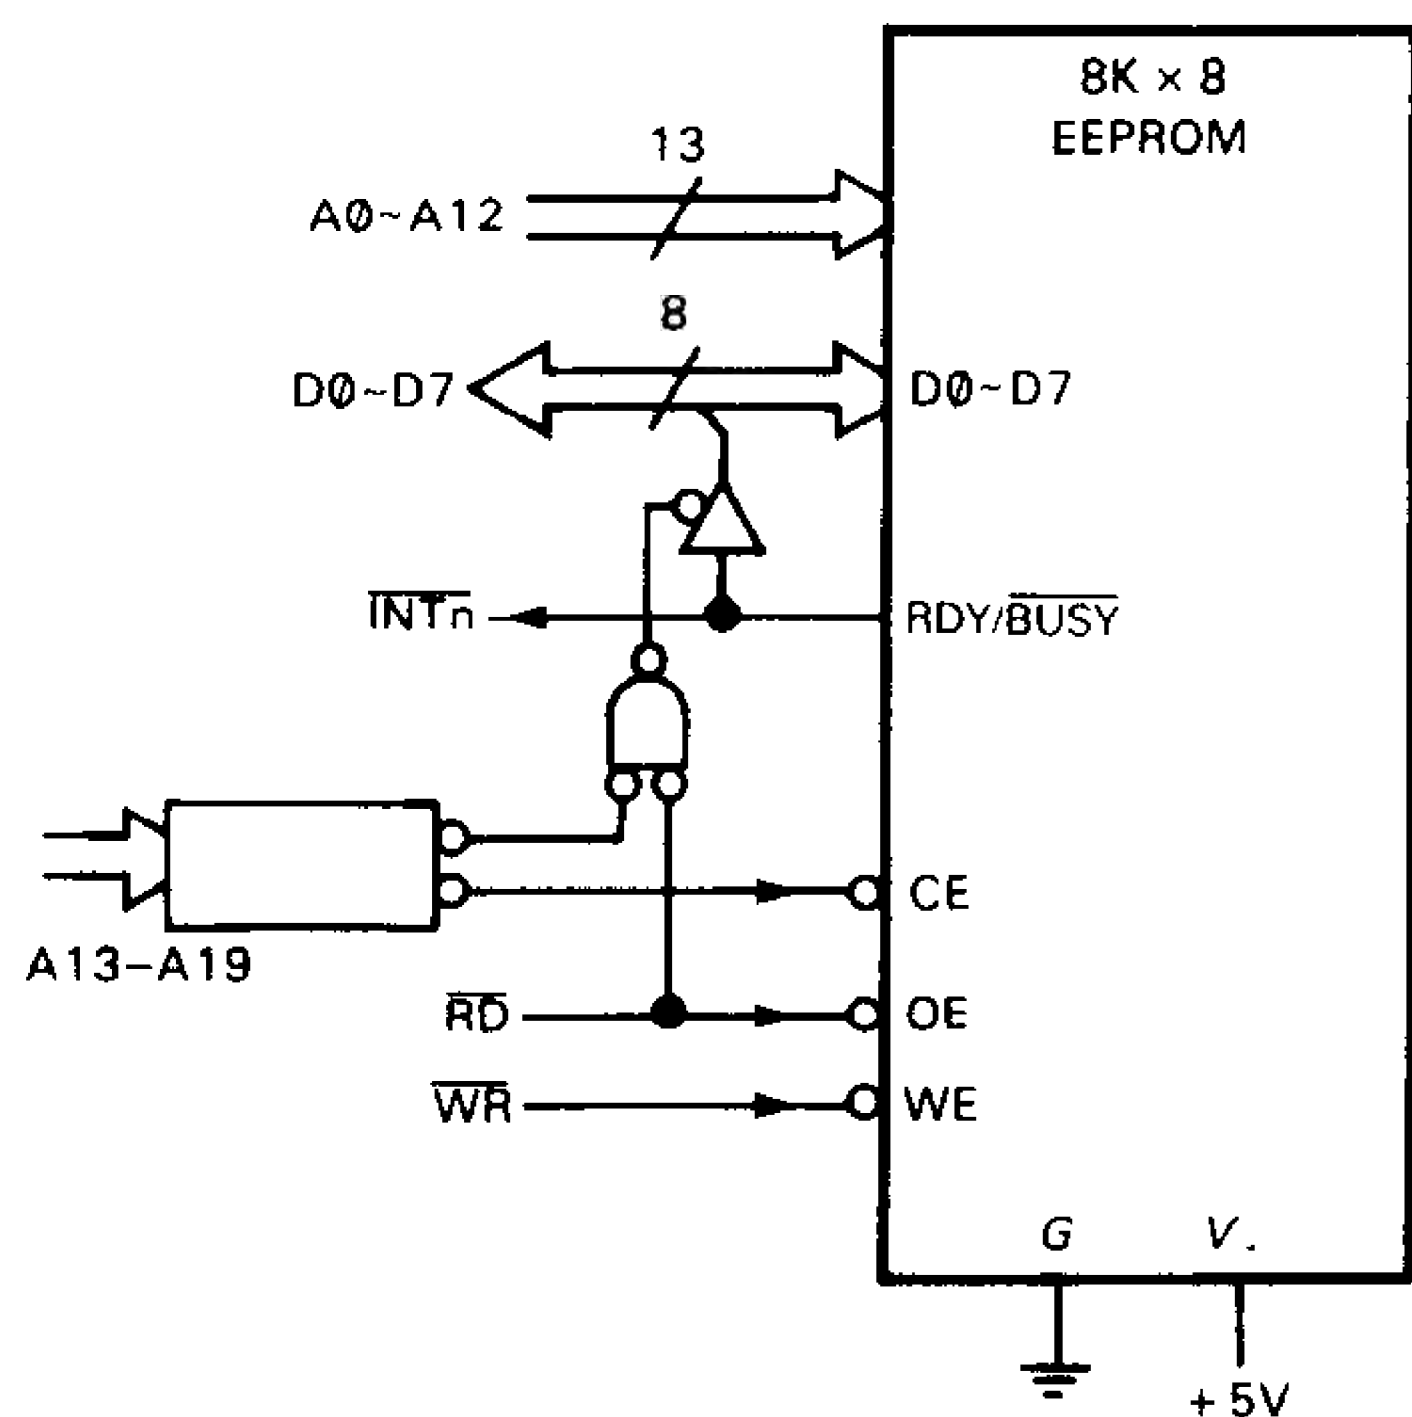 8K × 8
EEPROM
13
A0~A12
8
D0~D7
D0~D7
INTn
RDY/BUSY
CE
A13–A19
RD
OE
WR
WE
G
V.
+5V